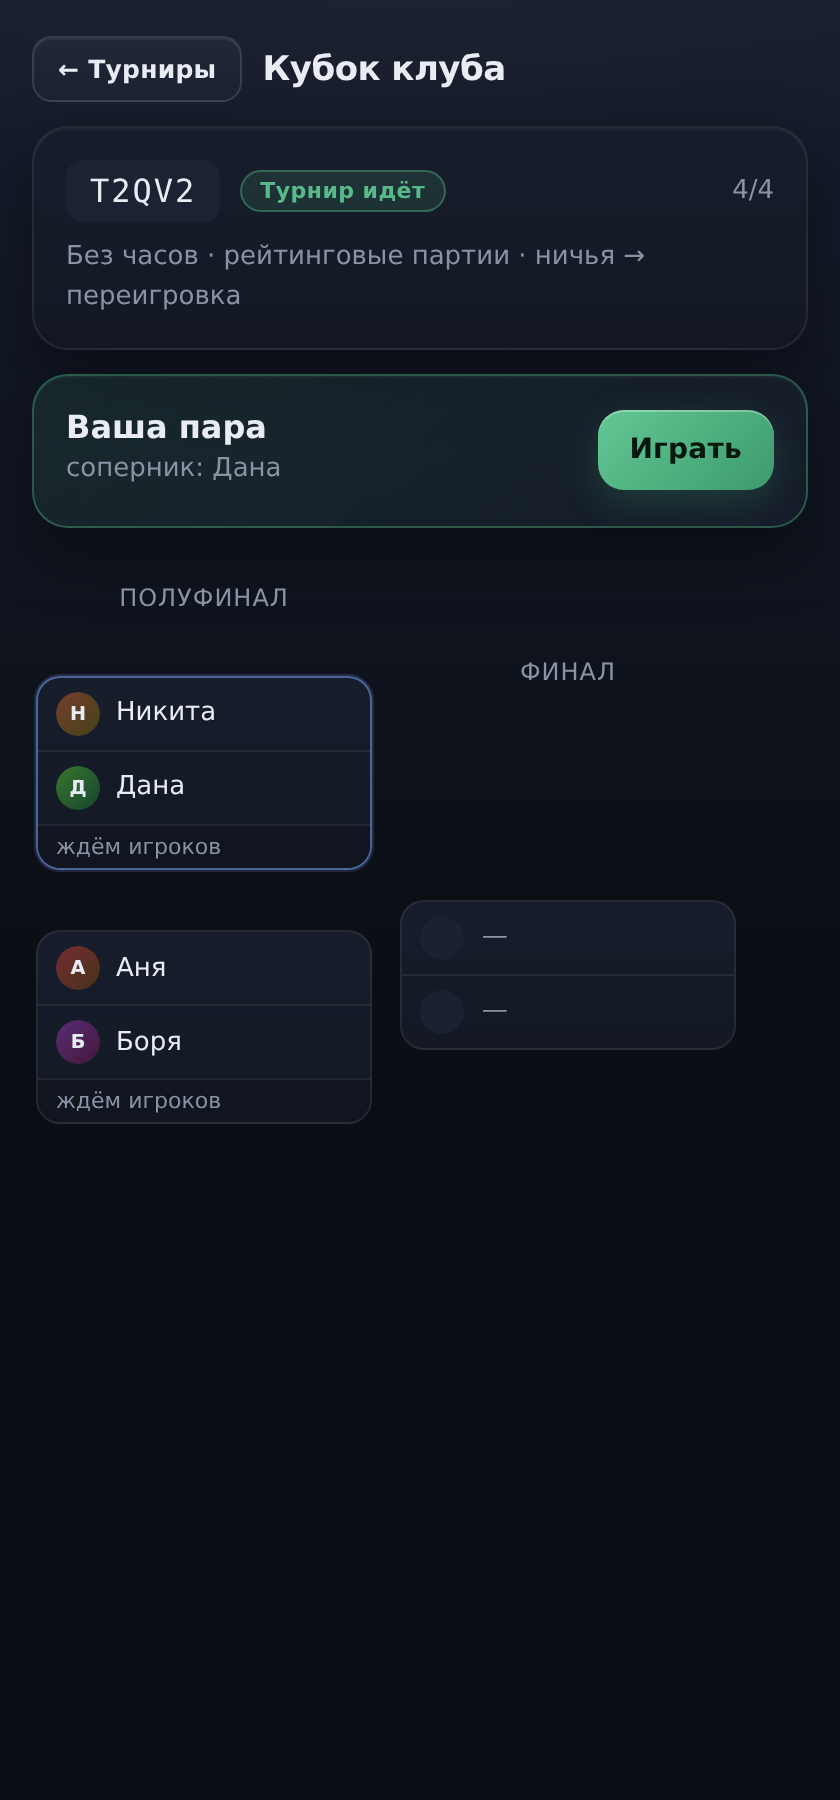 ← Турниры
Кубок клуба
T2QV2
Турнир идёт
4/4
Без часов · рейтинговые партии · ничья →
переигровка
Ваша пара
соперник: Дана
Играть
ПОЛУФИНАЛ
Н Никита
Д Дана
ждём игроков
А Аня
Б Боря
ждём игроков
ФИНАЛ
—
—